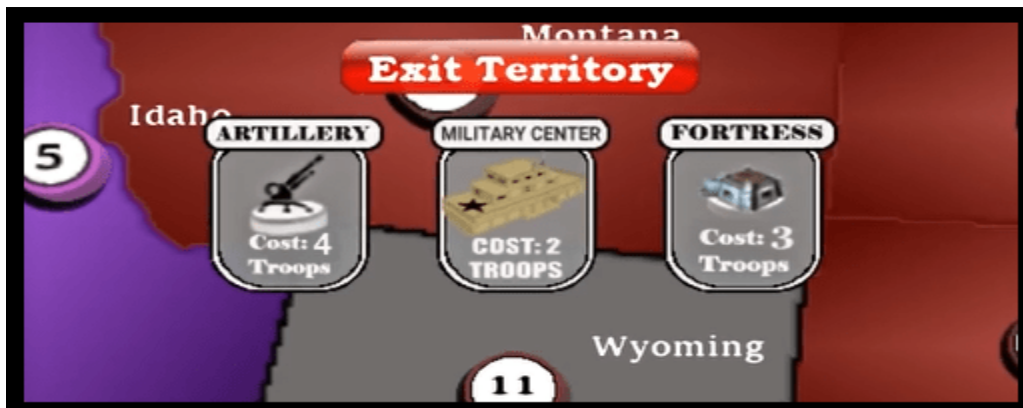 Montana
Exit Territory
Idaho
ARTILLERY
MILITARY CENTER
FORTRESS
5
Cost: 4
Troops
COST: 2
TROOPS
Cost: 3
Troops
Wyoming
11